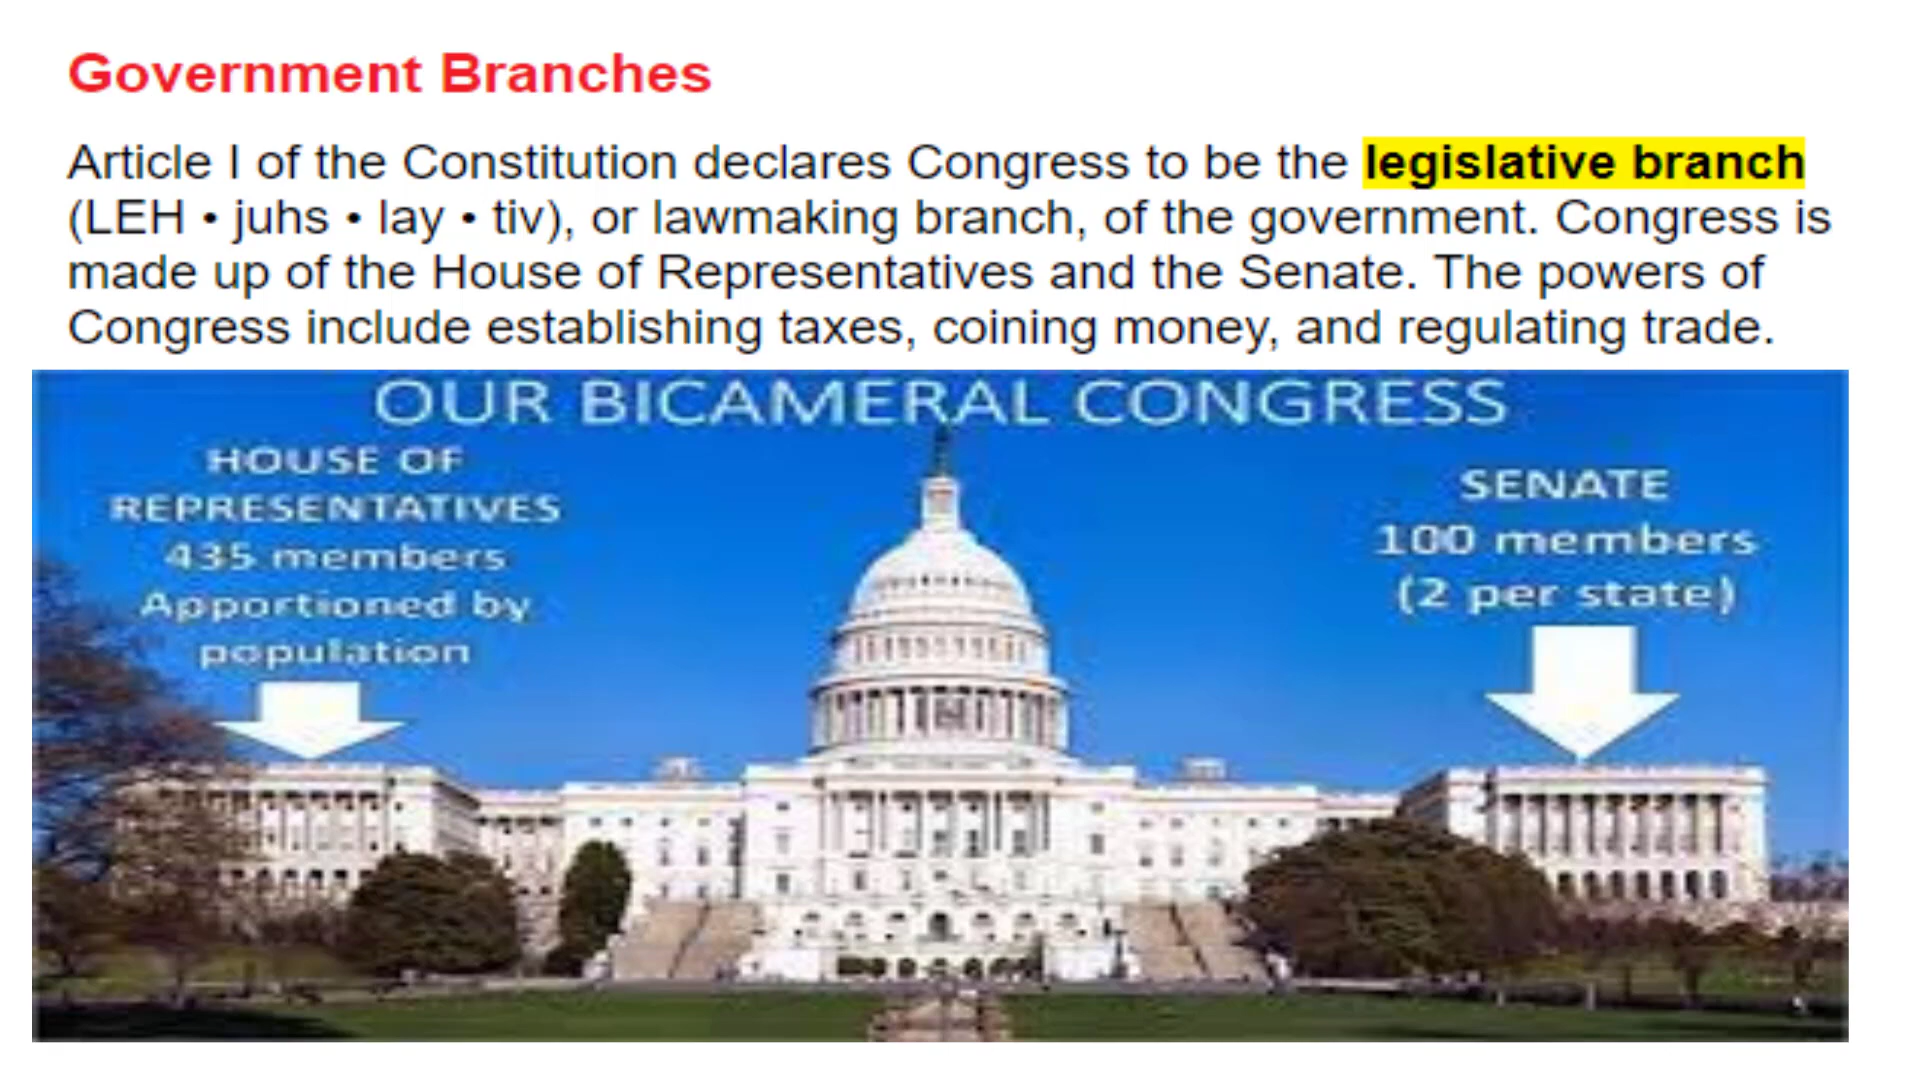 Government Branches
Article I of the Constitution declares Congress to be the legislative branch
(LEH • juhs • lay • tiv), or lawmaking branch, of the government. Congress is
made up of the House of Representatives and the Senate. The powers of
Congress include establishing taxes, coining money, and regulating trade.
OUR BICAMERAL CONGRESS
HOUSE OF
REPRESENTATIVES
435 members
Apportioned by
population
SENATE
100 members
(2 per state)